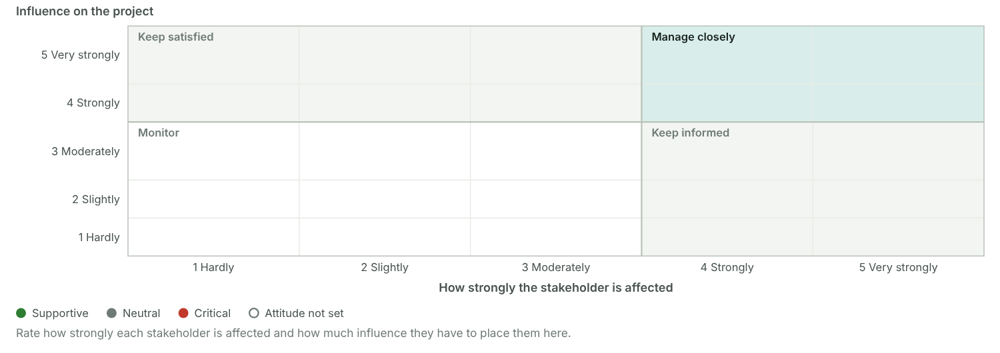 Influence on the project
Keep satisfied
Manage closely
5 Very strongly
4 Strongly
Monitor
Keep informed
3 Moderately
2 Slightly
1 Hardly
1 Hardly
2 Slightly
3 Moderately
4 Strongly
5 Very strongly
How strongly the stakeholder is affected
Supportive
Neutral
Critical
Attitude not set
Rate how strongly each stakeholder is affected and how much influence they have to place them here.